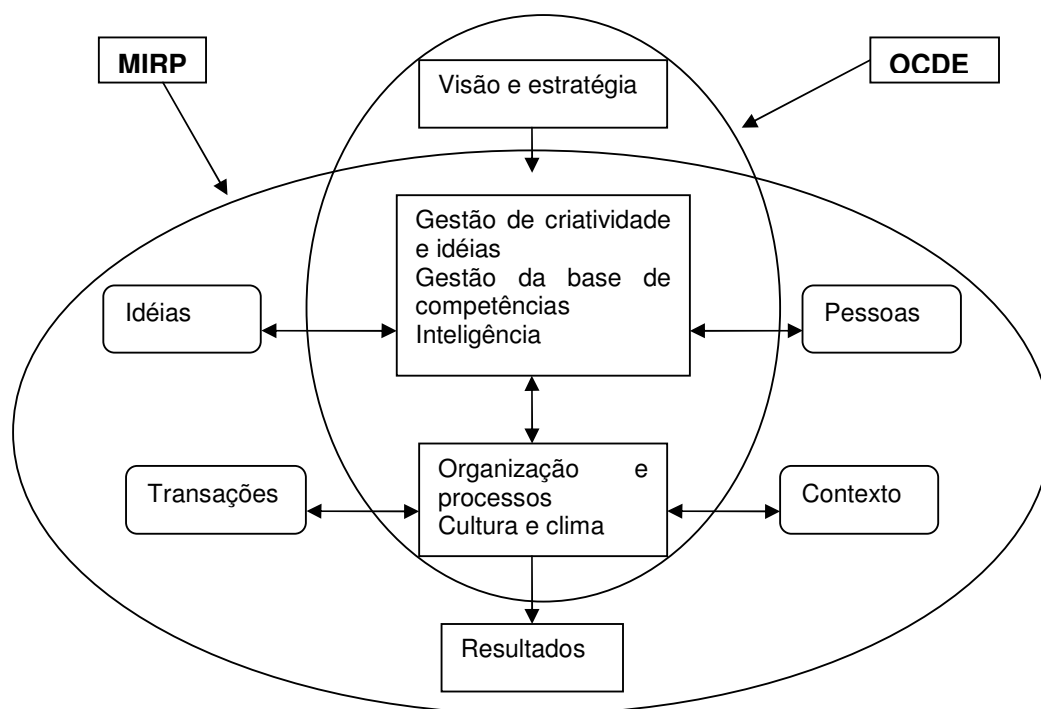 MIRP
OCDE
Visão e estratégia
Gestão de criatividade
e idéias
Gestão da base de
competências
Inteligência
Idéias
Pessoas
Organização e
processos
Cultura e clima
Transações
Contexto
Resultados